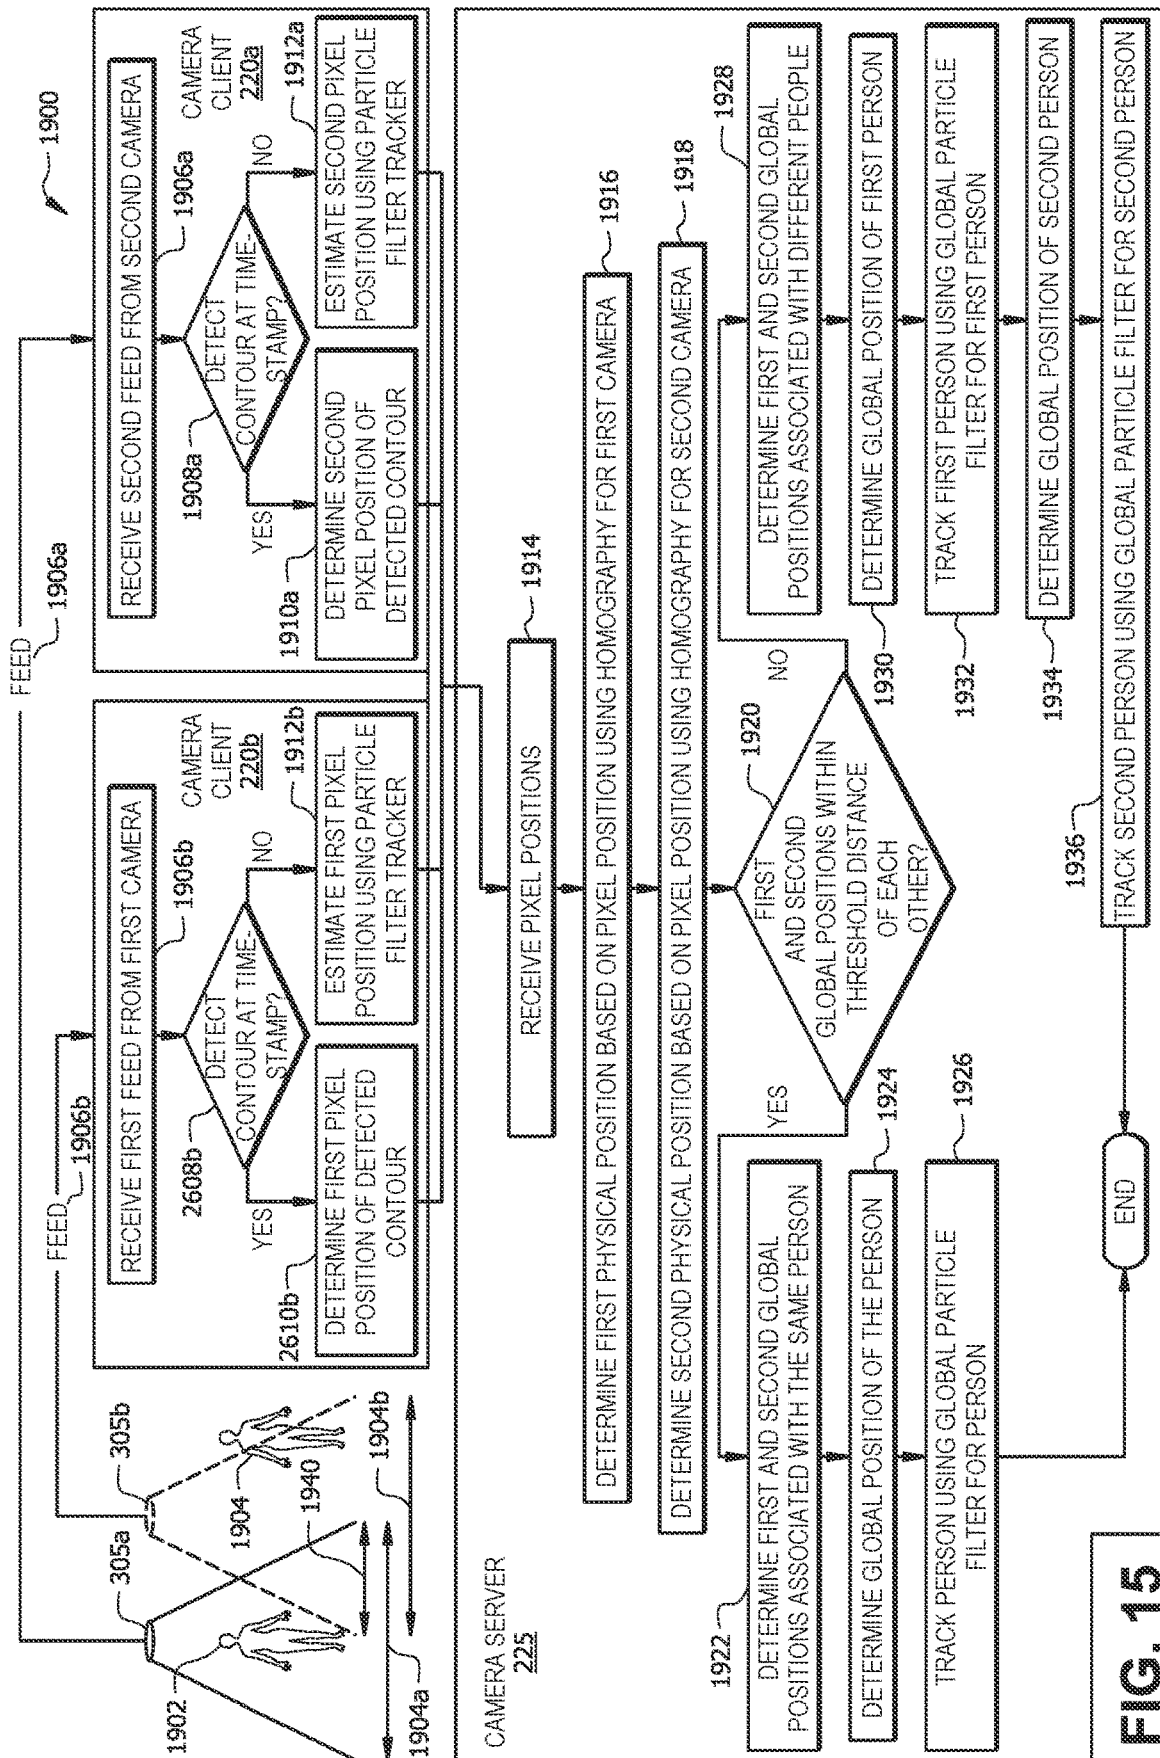 1900
FEED
1906a
FEED
1906b
305a
305b
1902
1904
1940
1904b
1904a
RECEIVE FIRST FEED FROM FIRST CAMERA
1906b
CAMERA
CLIENT
220b
DETECT
CONTOUR AT TIME-
STAMP?
2608b
YES
NO
2610b
DETERMINE FIRST PIXEL
POSITION OF DETECTED
CONTOUR
1912b
ESTIMATE FIRST PIXEL
POSITION USING PARTICLE
FILTER TRACKER
RECEIVE SECOND FEED FROM SECOND CAMERA
1906a
CAMERA
CLIENT
220a
DETECT
CONTOUR AT TIME-
STAMP?
1908a
YES
NO
1910a
DETERMINE SECOND
PIXEL POSITION OF
DETECTED CONTOUR
1912a
ESTIMATE SECOND PIXEL
POSITION USING PARTICLE
FILTER TRACKER
CAMERA SERVER
225
RECEIVE PIXEL POSITIONS
1914
DETERMINE FIRST PHYSICAL POSITION BASED ON PIXEL POSITION USING HOMOGRAPHY FOR FIRST CAMERA
1916
DETERMINE SECOND PHYSICAL POSITION BASED ON PIXEL POSITION USING HOMOGRAPHY FOR SECOND CAMERA
1918
FIRST
AND SECOND
GLOBAL POSITIONS WITHIN
THRESHOLD DISTANCE
OF EACH
OTHER?
1920
YES
NO
1922
DETERMINE FIRST AND SECOND GLOBAL
POSITIONS ASSOCIATED WITH THE SAME PERSON
DETERMINE GLOBAL POSITION OF THE PERSON
1924
TRACK PERSON USING GLOBAL PARTICLE
FILTER FOR PERSON
1926
DETERMINE FIRST AND SECOND GLOBAL
POSITIONS ASSOCIATED WITH DIFFERENT PEOPLE
1928
DETERMINE GLOBAL POSITION OF FIRST PERSON
1930
TRACK FIRST PERSON USING GLOBAL PARTICLE
FILTER FOR FIRST PERSON
1932
DETERMINE GLOBAL POSITION OF SECOND PERSON
1934
TRACK SECOND PERSON USING GLOBAL PARTICLE FILTER FOR SECOND PERSON
1936
END
FIG. 15